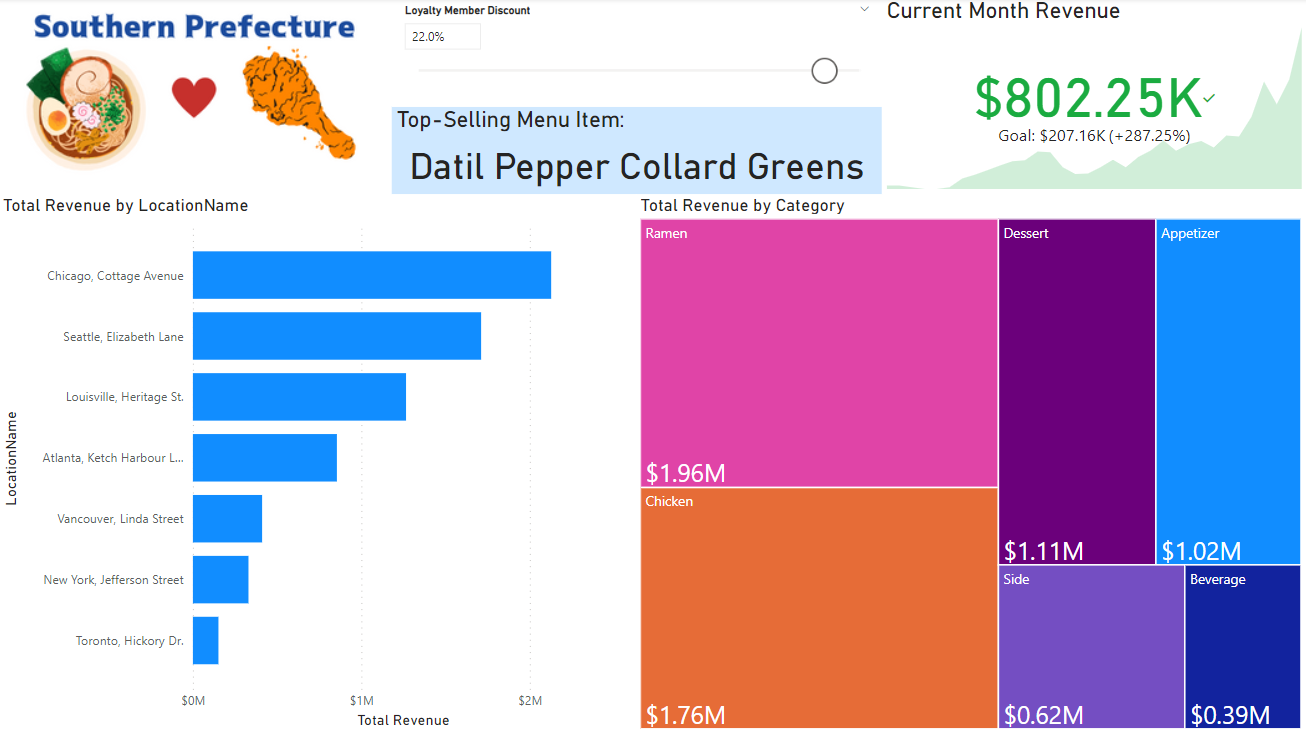 Southern Prefecture
Loyalty Member Discount
22.0%
Top-Selling Menu Item:
Datil Pepper Collard Greens
Current Month Revenue
$802.25K
Goal: $207.16K (+287.25%)
Total Revenue by LocationName
LocationName
Chicago, Cottage Avenue
Seattle, Elizabeth Lane
Louisville, Heritage St.
Atlanta, Ketch Harbour L...
Vancouver, Linda Street
New York, Jefferson Street
Toronto, Hickory Dr.
$0M $1M $2M
Total Revenue
Total Revenue by Category
Ramen
$1.96M
Chicken
$1.76M
Dessert
$1.11M
Appetizer
$1.02M
Side
$0.62M
Beverage
$0.39M